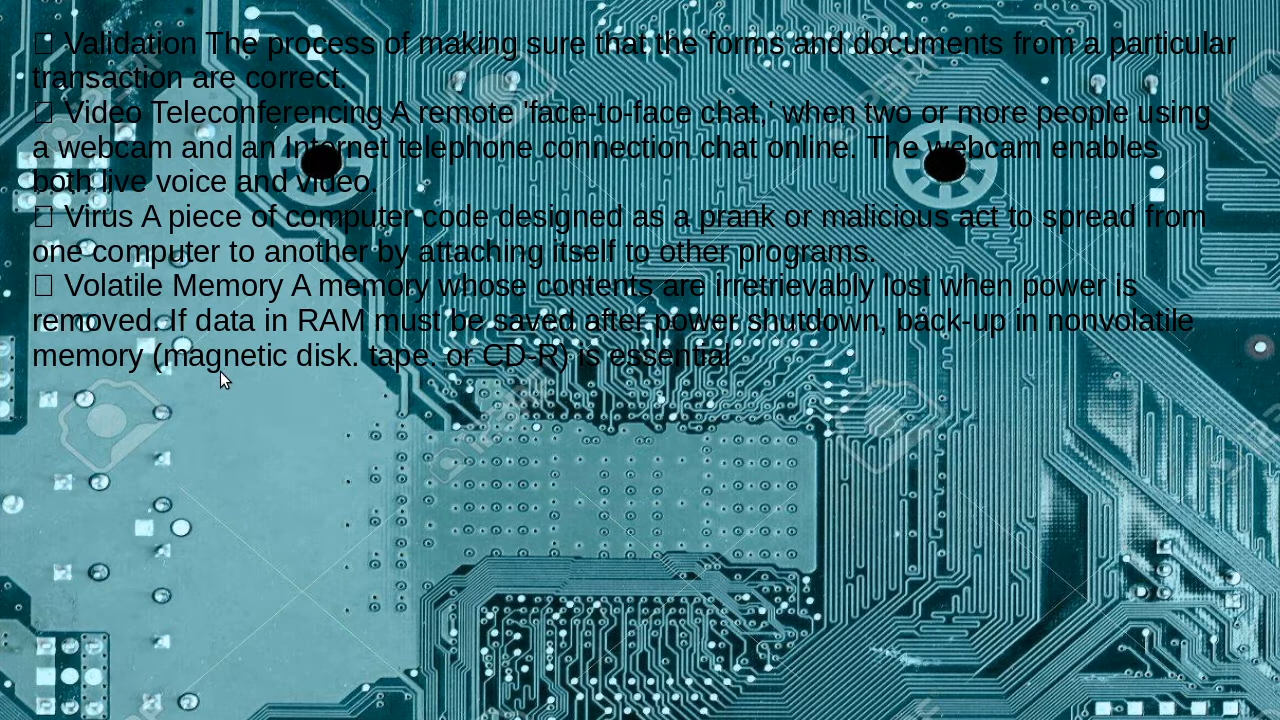 Validation The process of making sure that the forms and documents from a particular
transaction are correct.
 Video Teleconferencing A remote 'face-to-face chat,' when two or more people using
a webcam and an Internet telephone connection chat online. The webcam enables
both live voice and video.
 Virus A piece of computer code designed as a prank or malicious act to spread from
one computer to another by attaching itself to other programs.
 Volatile Memory A memory whose contents are irretrievably lost when power is
removed. If data in RAM must be saved after power shutdown, back-up in nonvolatile
memory (magnetic disk. tape. or CD-R) is essential